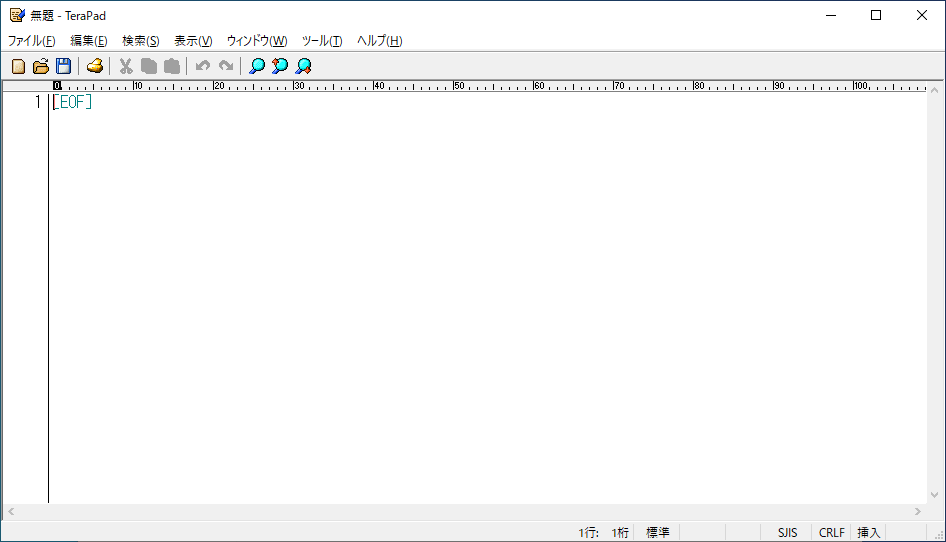 無題 - TeraPad
ファイル(F) 編集(E) 検索(S) 表示(V) ウィンドウ(W) ツール(T) ヘルプ(H)
0 10 20 30 40 50 60 70 80 90 100
1 [EOF]
1行: 1桁 標準 SJIS CRLF 挿入